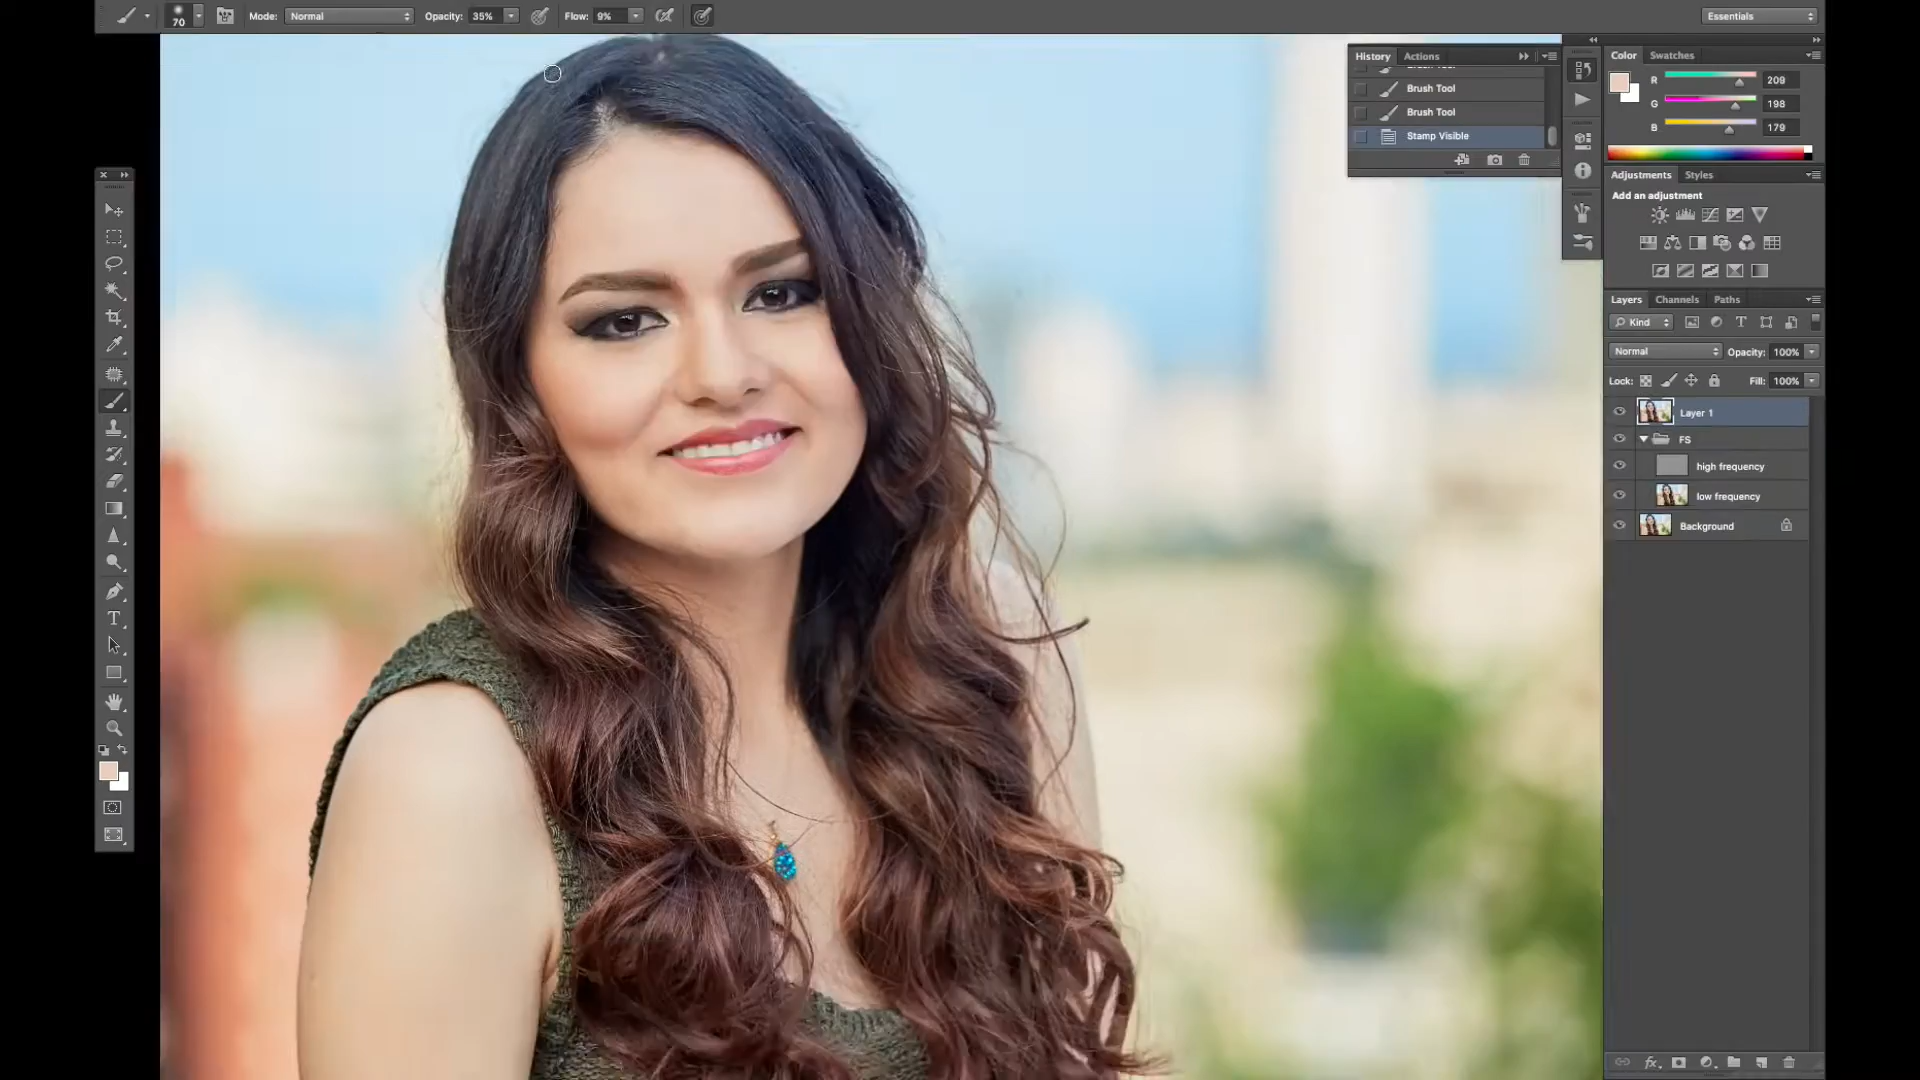 70 Mode: Normal Opacity: 35% Flow: 9% Essentials
History Actions
Brush Tool
Brush Tool
Brush Tool
Stamp Visible
Color Swatches
R 209
G 198
B 179
Adjustments Styles
Add an adjustment
Layers Channels Paths
Kind
Normal Opacity: 100%
Lock: Fill: 100%
Layer 1
FS
high frequency
low frequency
Background